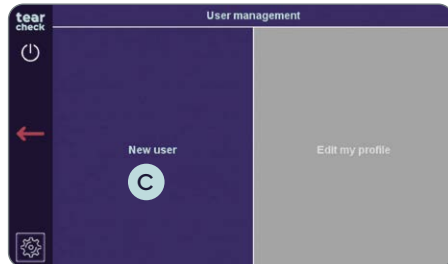 tear
check
User management
New user
Edit my profile
C